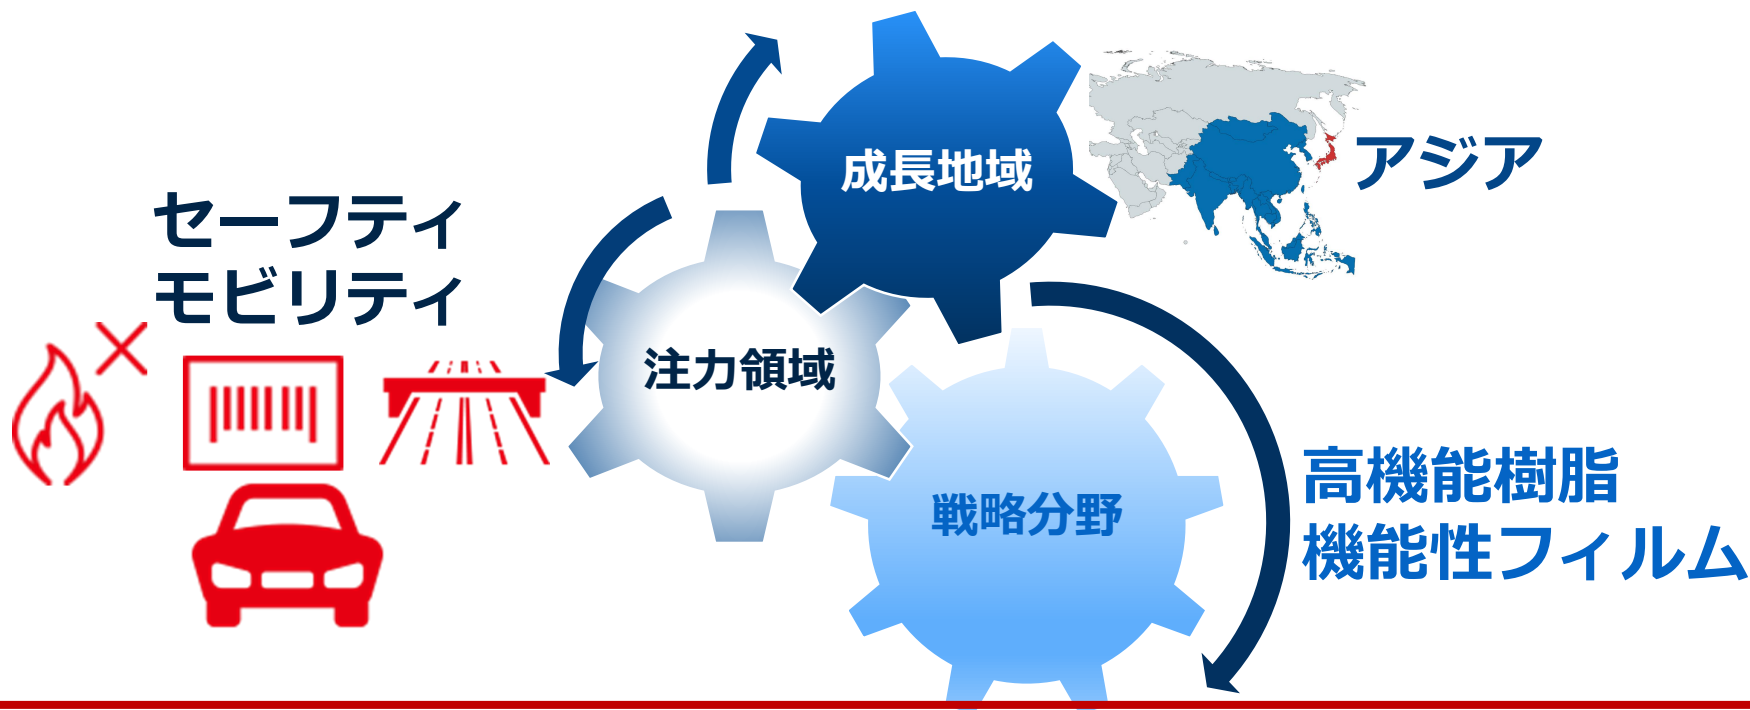 成長地域
アジア
セーフティ
モビリティ
注力領域
戦略分野
高機能樹脂
機能性フィルム